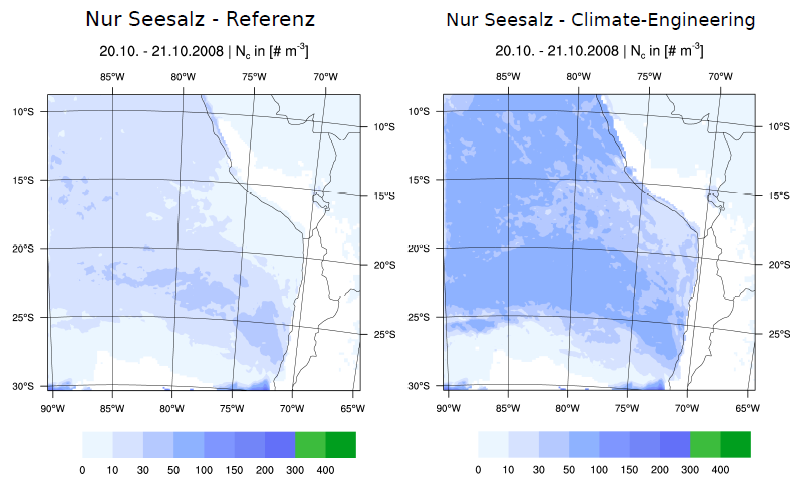 Nur Seesalz - Referenz
20.10. - 21.10.2008 | Nc in [# m-3]
85°W 80°W 75°W 70°W
10°S 10°S
15°S 15°S
20°S 20°S
25°S 25°S
30°S
90°W 85°W 80°W 75°W 70°W 65°W
0 10 30 50 100 150 200 300 400
Nur Seesalz - Climate-Engineering
20.10. - 21.10.2008 | Nc in [# m-3]
85°W 80°W 75°W 70°W
10°S 10°S
15°S 15°S
20°S 20°S
25°S 25°S
30°S
90°W 85°W 80°W 75°W 70°W 65°W
0 10 30 50 100 150 200 300 400